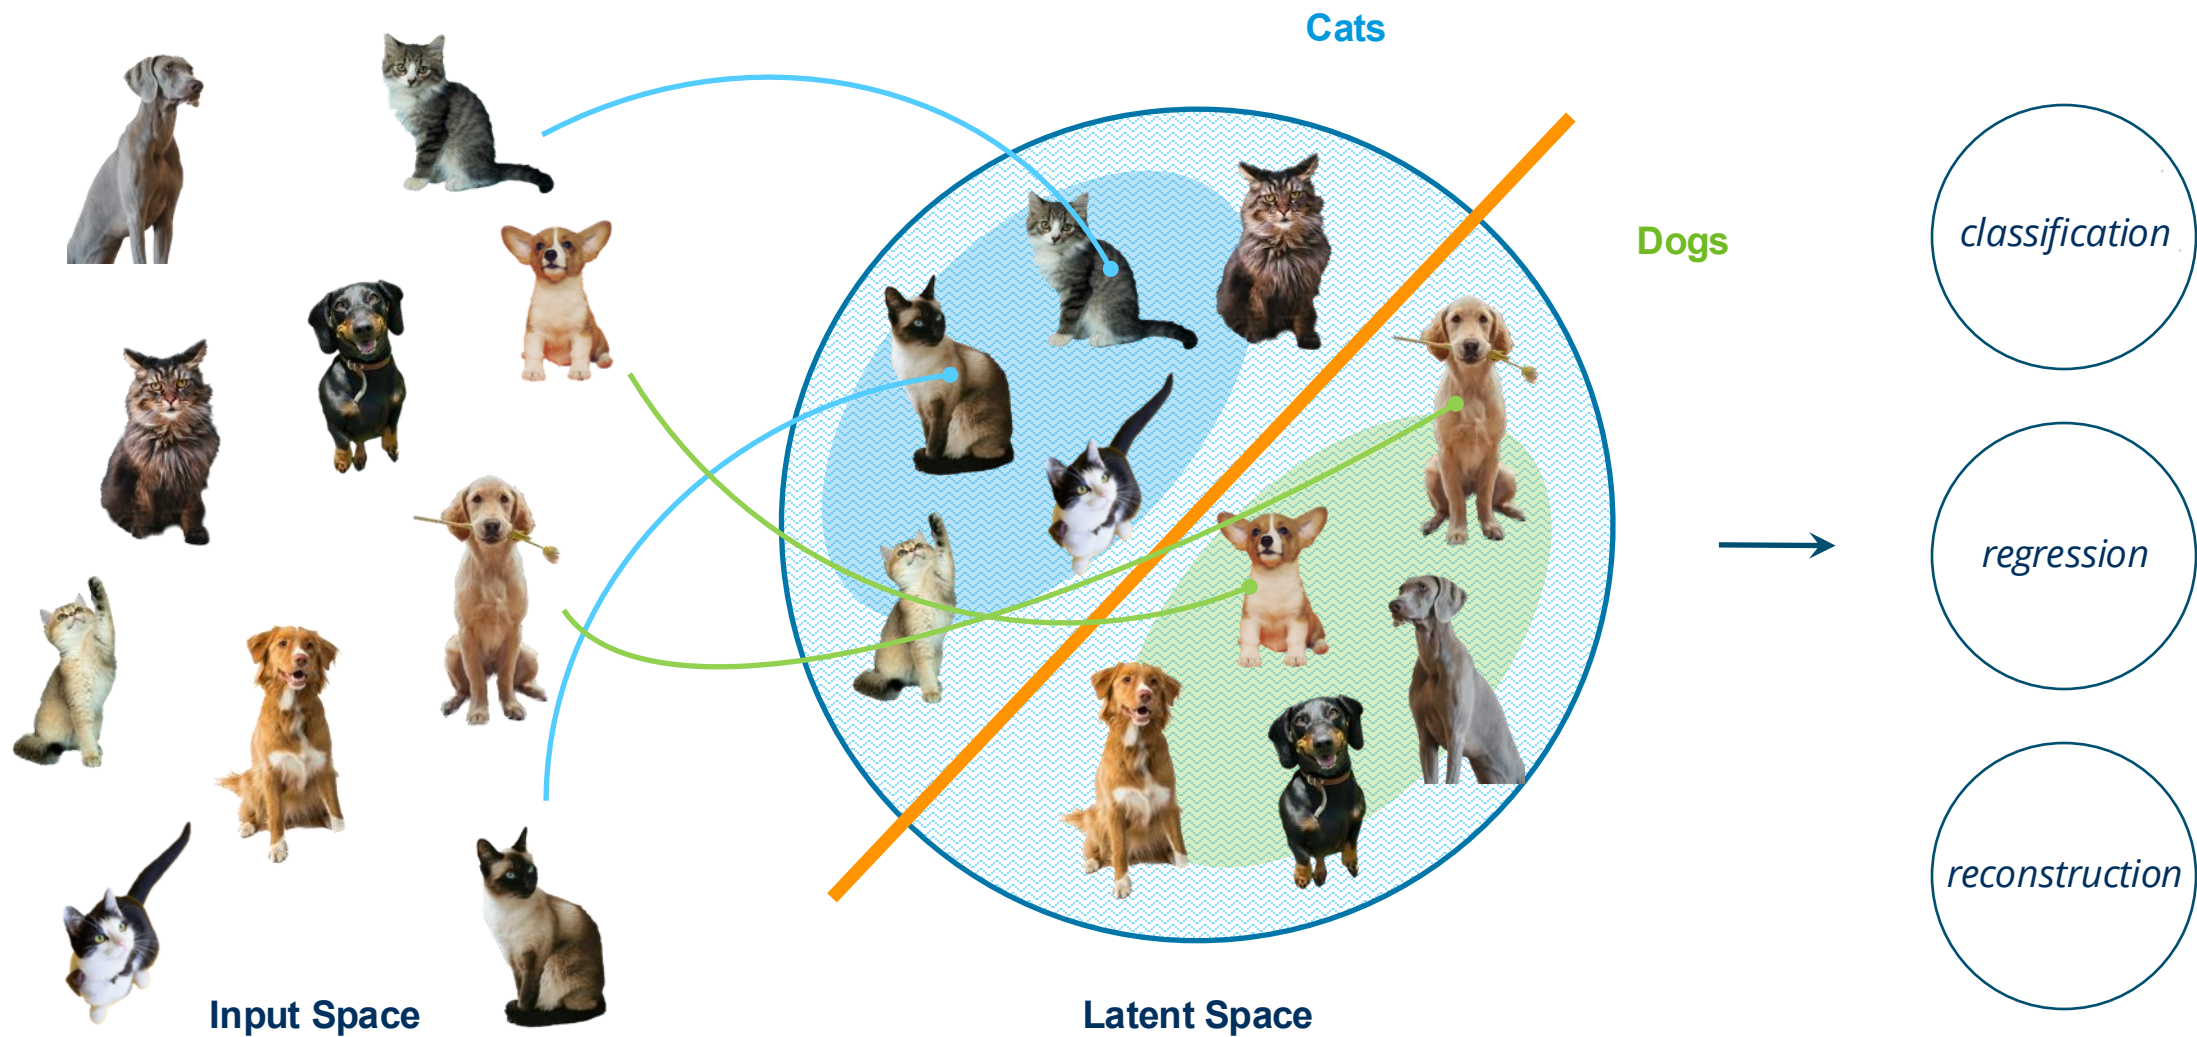 Cats
Dogs
classification
regression
reconstruction
Input Space
Latent Space